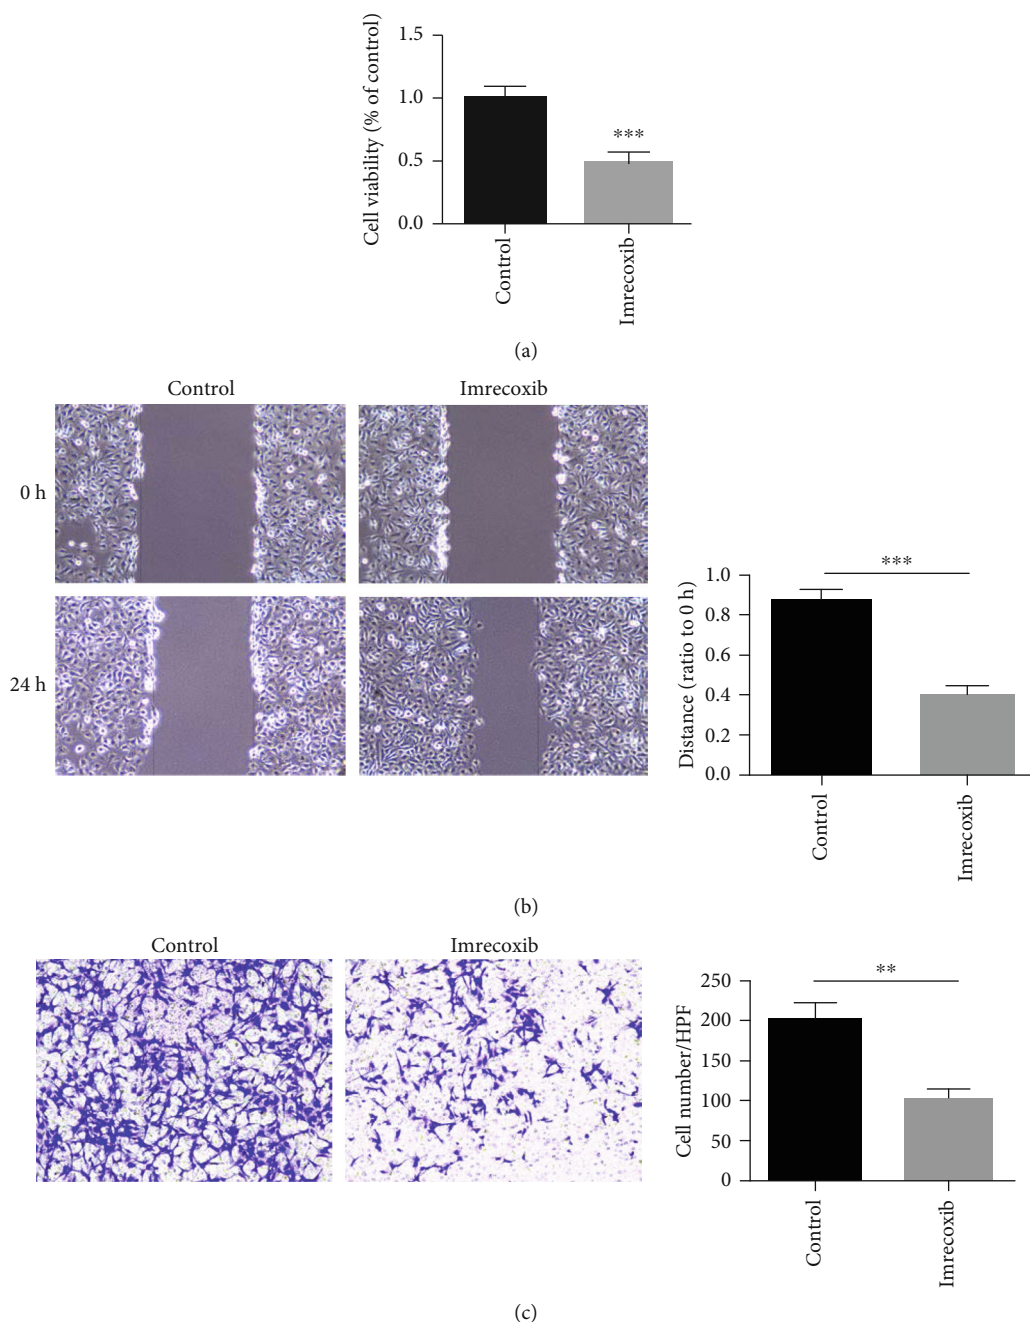 1.5
1.0
0.5
0.0
Cell viability (% of control)
***
Control
Imrecoxib
(a)
Control
Imrecoxib
0 h
24 h
***
1.0
0.8
0.6
0.4
0.2
0.0
Distance (ratio to 0 h)
Control
Imrecoxib
(b)
Control
Imrecoxib
**
250
200
150
100
50
0
Cell number/HPF
Control
Imrecoxib
(c)